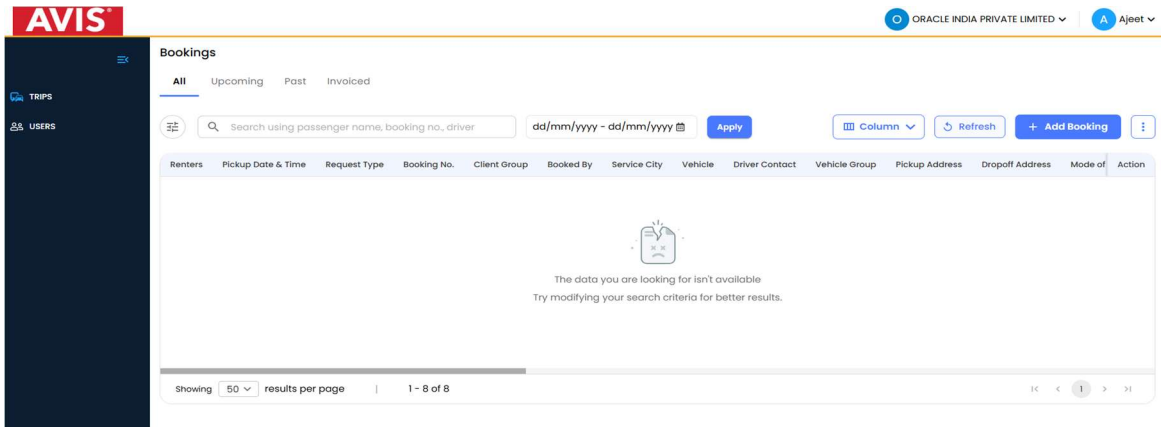 AVIS
O ORACLE INDIA PRIVATE LIMITED A Ajeet
Bookings
All Upcoming Past Invoiced
TRIPS
USERS
Search using passenger name, booking no., driver dd/mm/yyyy - dd/mm/yyyy Apply Column Refresh + Add Booking
Renters Pickup Date & Time Request Type Booking No. Client Group Booked By Service City Vehicle Driver Contact Vehicle Group Pickup Address Dropoff Address Mode of Action
The data you are looking for isn't available
Try modifying your search criteria for better results.
Showing 50 results per page | 1 - 8 of 8 1